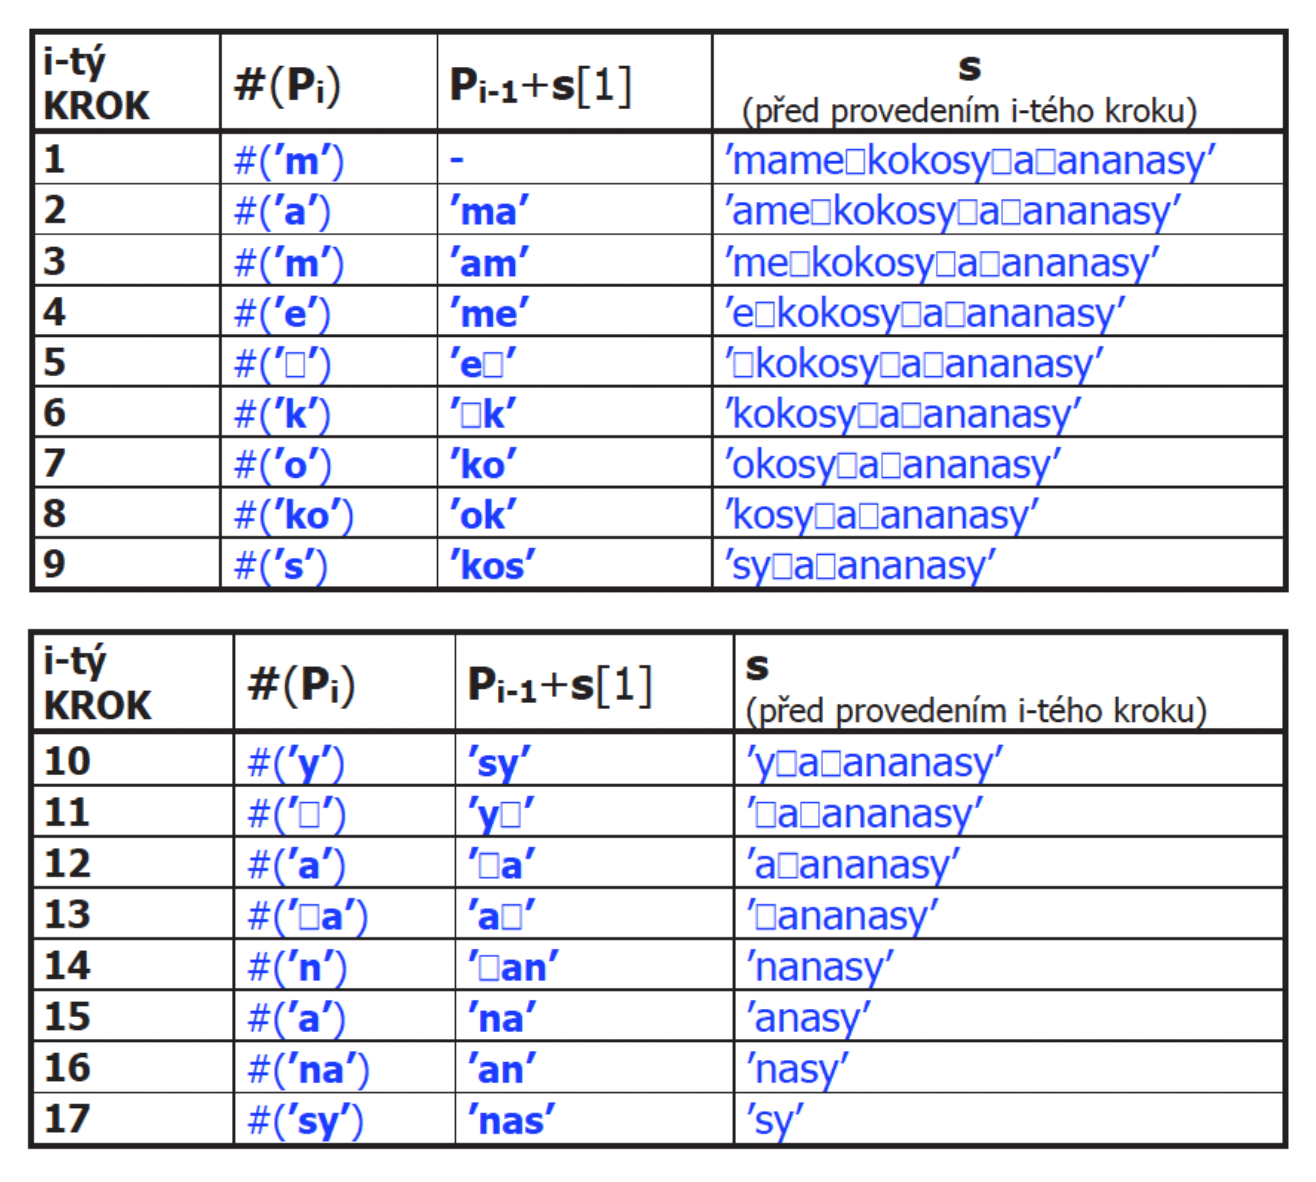 i-tý KROK #(Pi) Pi-1+s[1] s
(před provedením i-tého kroku)
1 #(’m’) - ’mame□kokosy□a□ananasy’
2 #(’a’) ’ma’ ’ame□kokosy□a□ananasy’
3 #(’m’) ’am’ ’me□kokosy□a□ananasy’
4 #(’e’) ’me’ ’e□kokosy□a□ananasy’
5 #(’□’) ’e□’ ’□kokosy□a□ananasy’
6 #(’k’) ’□k’ ’kokosy□a□ananasy’
7 #(’o’) ’ko’ ’okosy□a□ananasy’
8 #(’ko’) ’ok’ ’kosy□a□ananasy’
9 #(’s’) ’kos’ ’sy□a□ananasy’
i-tý KROK #(Pi) Pi-1+s[1] s
(před provedením i-tého kroku)
10 #(’y’) ’sy’ ’y□a□ananasy’
11 #(’□’) ’y□’ ’□a□ananasy’
12 #(’a’) ’□a’ ’a□ananasy’
13 #(’□a’) ’a□’ ’□ananasy’
14 #(’n’) ’□an’ ’nanasy’
15 #(’a’) ’na’ ’anasy’
16 #(’na’) ’an’ ’nasy’
17 #(’sy’) ’nas’ ’sy’